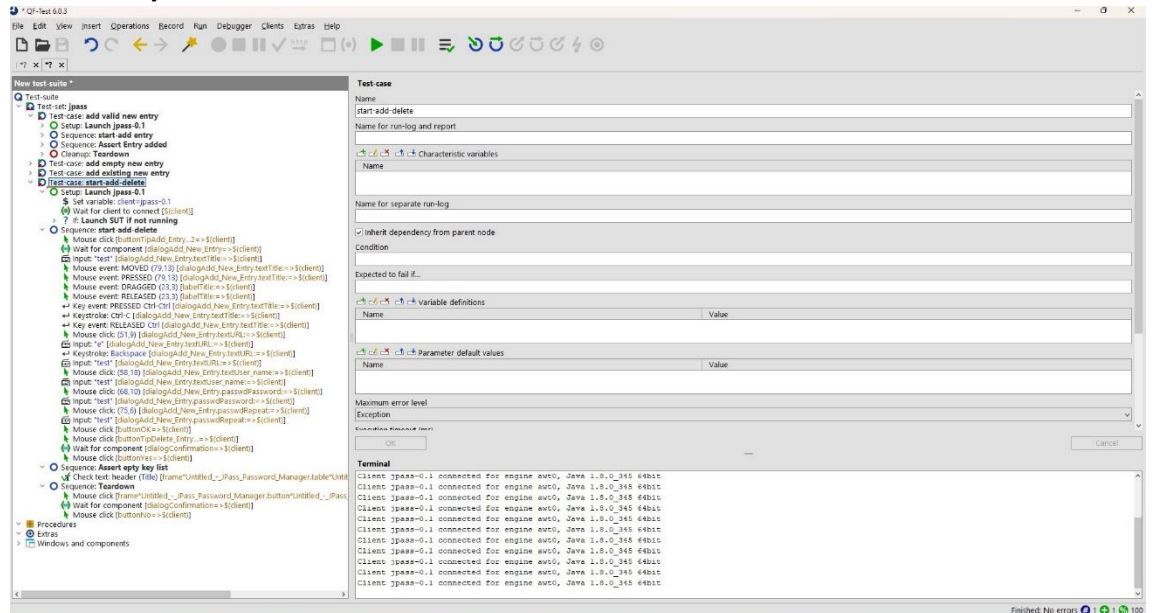 * QF-Test 6.0.3
File Edit View Insert Operations Record Run Debugger Clients Extras Help
New test-suite *
Test-suite
Test-set: jpass
Test-case: add valid new entry
Setup: Launch jpass-0.1
Sequence: start-add entry
Sequence: Assert Entry added
Cleanup: Teardown
Test-case: add empty new entry
Test-case: add existing new entry
Test-case: start-add-delete
Setup: Launch jpass-0.1
Set variable: client=jpass-0.1
Wait for client to connect [$(client)]
If: Launch SUT if not running
Sequence: start-add-delete
Mouse click [buttonTipAdd_Entry...2=>$(client)]
Wait for component [dialogAdd_New_Entry=>$(client)]
Input: "test" [dialogAdd_New_Entry.textTitle:=>$(client)]
Mouse event: MOVED (79,13) [dialogAdd_New_Entry.textTitle:=>$(client)]
Mouse event: PRESSED (79,13) [dialogAdd_New_Entry.textTitle:=>$(client)]
Mouse event: DRAGGED (23,3) [labelTitle:=>$(client)]
Mouse event: RELEASED (23,3) [labelTitle:=>$(client)]
Key event: PRESSED Ctrl-Ctrl [dialogAdd_New_Entry.textTitle:=>$(client)]
Keystroke: Ctrl-C [dialogAdd_New_Entry.textTitle:=>$(client)]
Key event: RELEASED Ctrl [dialogAdd_New_Entry.textTitle:=>$(client)]
Mouse click: (51,9) [dialogAdd_New_Entry.textURL:=>$(client)]
Input: "e" [dialogAdd_New_Entry.textURL:=>$(client)]
Keystroke: Backspace [dialogAdd_New_Entry.textURL:=>$(client)]
Input: "test" [dialogAdd_New_Entry.textURL:=>$(client)]
Mouse click: (58,18) [dialogAdd_New_Entry.textUser_name:=>$(client)]
Input: "test" [dialogAdd_New_Entry.textUser_name:=>$(client)]
Mouse click: (68,10) [dialogAdd_New_Entry.passwdPassword:=>$(client)]
Input: "test" [dialogAdd_New_Entry.passwdPassword:=>$(client)]
Mouse click: (75,6) [dialogAdd_New_Entry.passwdRepeat:=>$(client)]
Input: "test" [dialogAdd_New_Entry.passwdRepeat:=>$(client)]
Mouse click [buttonOK=>$(client)]
Mouse click [buttonTipDelete_Entry...=>$(client)]
Wait for component [dialogConfirmation=>$(client)]
Mouse click [buttonYes=>$(client)]
Sequence: Assert epty key list
Check text: header (Title) [frame"Untitled_-_JPass_Password_Manager.table"Untit
Sequence: Teardown
Mouse click [frame"Untitled_-_JPass_Password_Manager.button"Untitled_-_JPass_
Wait for component [dialogConfirmation=>$(client)]
Mouse click [buttonNo=>$(client)]
Procedures
Extras
Windows and components
Test-case
Name
start-add-delete
Name for run-log and report
Characteristic variables
Name
Name for separate run-log
Inherit dependency from parent node
Condition
Expected to fail if...
Variable definitions
Name Value
Parameter default values
Name Value
Maximum error level
Exception
Execution timeout (ms)
OK Cancel
Terminal
Client jpass-0.1 connected for engine awt0, Java 1.8.0_345 64bit
Client jpass-0.1 connected for engine awt0, Java 1.8.0_345 64bit
Client jpass-0.1 connected for engine awt0, Java 1.8.0_345 64bit
Client jpass-0.1 connected for engine awt0, Java 1.8.0_345 64bit
Client jpass-0.1 connected for engine awt0, Java 1.8.0_345 64bit
Client jpass-0.1 connected for engine awt0, Java 1.8.0_345 64bit
Client jpass-0.1 connected for engine awt0, Java 1.8.0_345 64bit
Client jpass-0.1 connected for engine awt0, Java 1.8.0_345 64bit
Client jpass-0.1 connected for engine awt0, Java 1.8.0_345 64bit
Client jpass-0.1 connected for engine awt0, Java 1.8.0_345 64bit
Client jpass-0.1 connected for engine awt0, Java 1.8.0_345 64bit
Finished: No errors 1 1 100